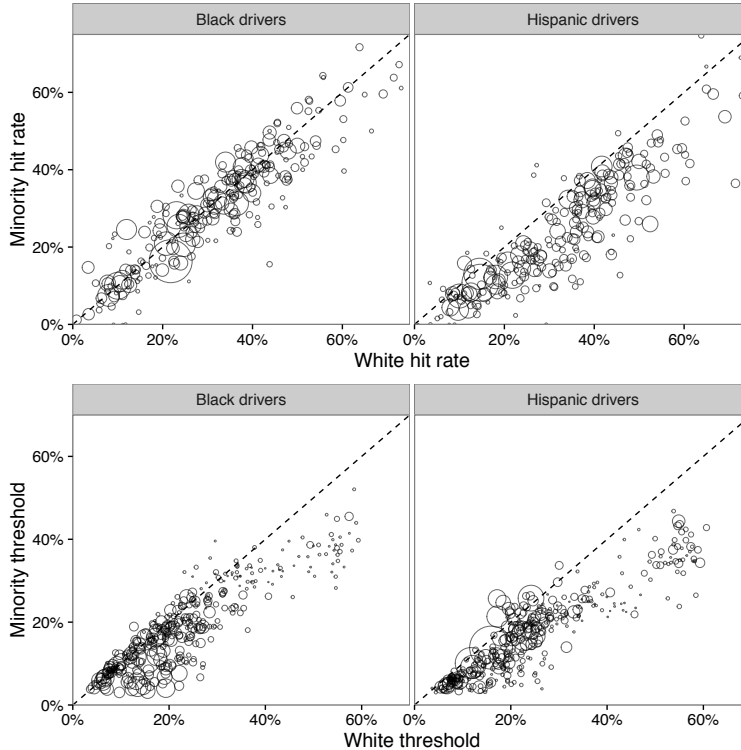 Black drivers Hispanic drivers
60%
40%
20%
0%
0% 20% 40% 60% 0% 20% 40% 60%
Minority hit rate
White hit rate
Black drivers Hispanic drivers
60%
40%
20%
0%
0% 20% 40% 60% 0% 20% 40% 60%
Minority threshold
White threshold